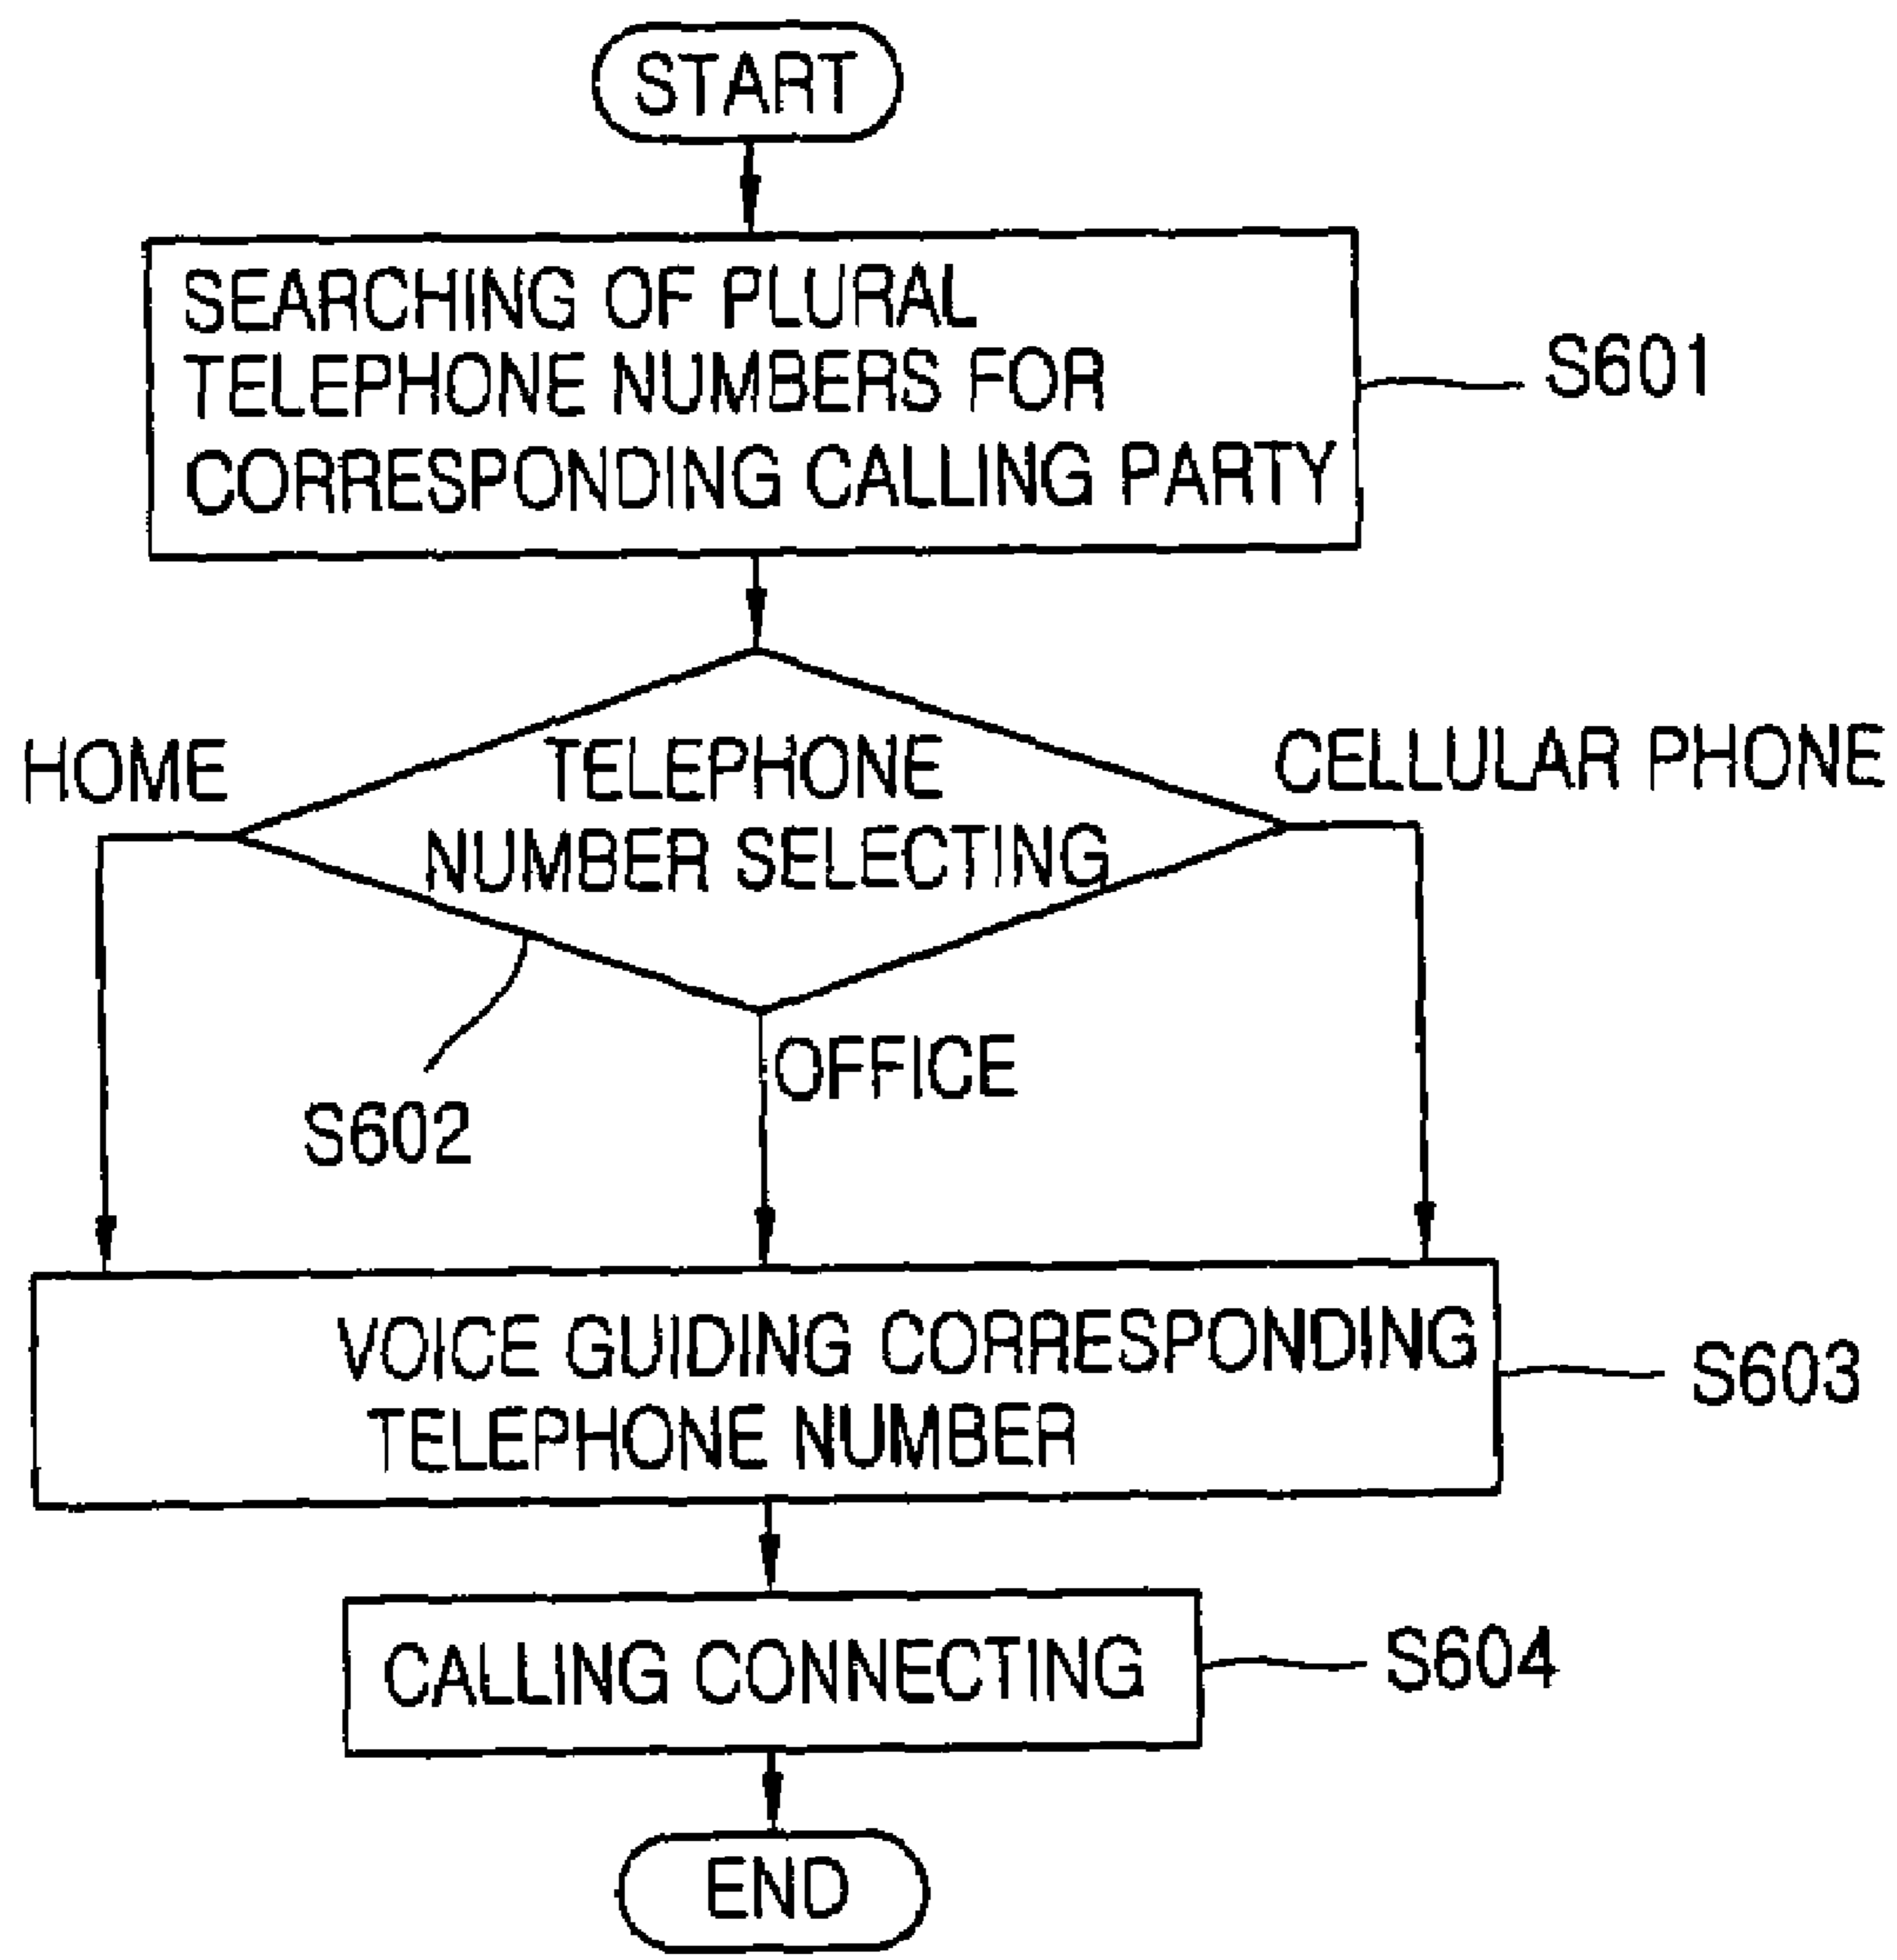 START
SEARCHING OF PLURAL
TELEPHONE NUMBERS FOR
CORRESPONDING CALLING PARTY
S601
HOME
TELEPHONE
NUMBER SELECTING
CELLULAR PHONE
OFFICE
S602
VOICE GUIDING CORRESPONDING
TELEPHONE NUMBER
S603
CALLING CONNECTING
S604
END